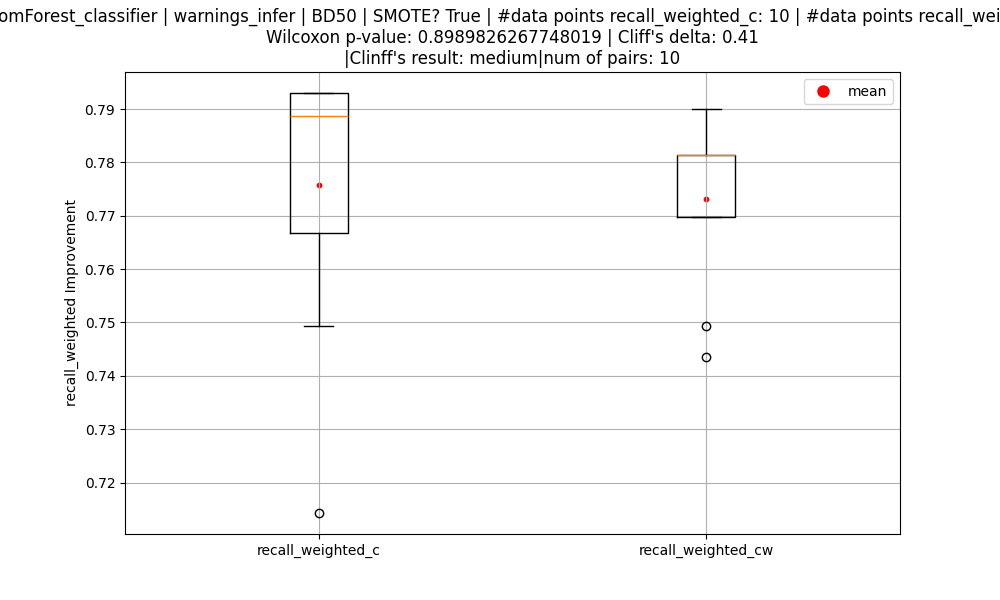 omForest_classifier | warnings_infer | BD50 | SMOTE? True | #data points recall_weighted_c: 10 | #data points recall_wei
Wilcoxon p-value: 0.8989826267748019 | Cliff's delta: 0.41
|Clinff's result: medium|num of pairs: 10
mean
0.79
0.78
0.77
0.76
0.75
0.74
0.73
0.72
recall_weighted Improvement
recall_weighted_c
recall_weighted_cw